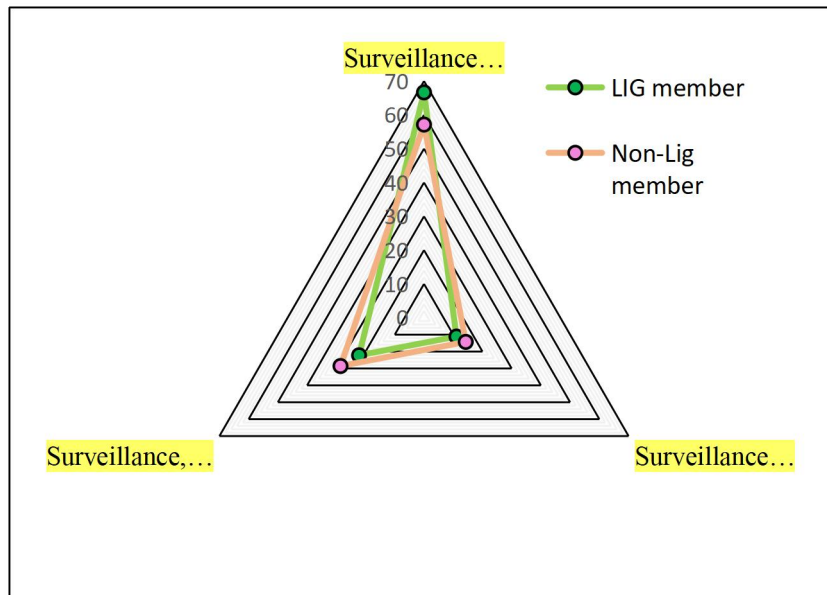 Surveillance…
70
60
50
40
30
20
10
0
LIG member
Non-Lig
member
Surveillance,…
Surveillance…